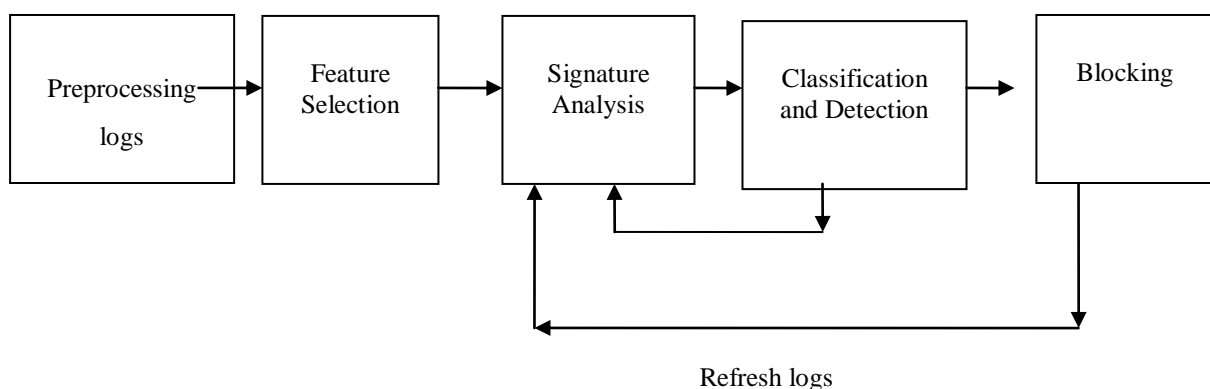 Preprocessing
logs
Feature
Selection
Signature
Analysis
Classification
and Detection
Blocking
Refresh logs